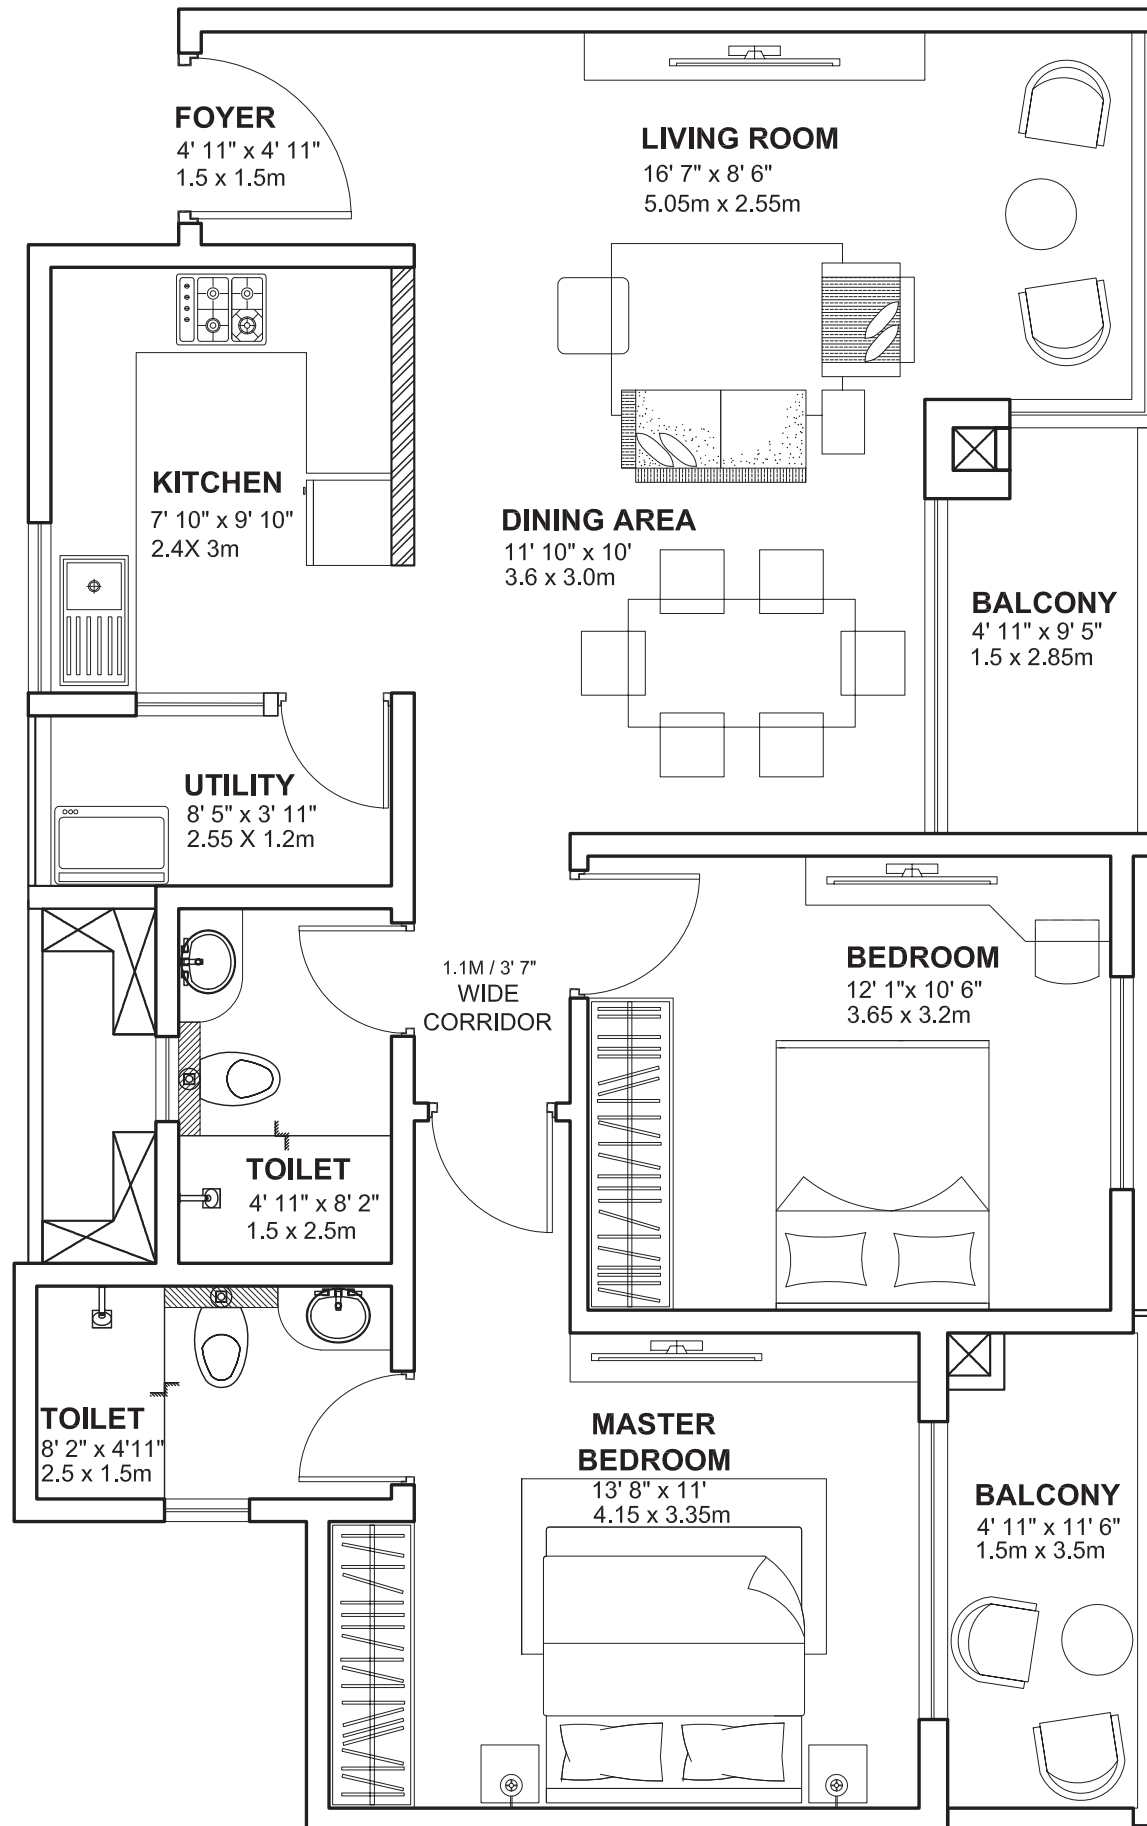 FOYER
4' 11" x 4' 11"
1.5 x 1.5m
LIVING ROOM
16' 7" x 8' 6"
5.05m x 2.55m
KITCHEN
7' 10" x 9' 10"
2.4X 3m
DINING AREA
11' 10" x 10'
3.6 x 3.0m
BALCONY
4' 11" x 9' 5"
1.5 x 2.85m
UTILITY
8' 5" x 3' 11"
2.55 X 1.2m
1.1M / 3' 7"
WIDE
CORRIDOR
BEDROOM
12' 1"x 10' 6"
3.65 x 3.2m
TOILET
4' 11" x 8' 2"
1.5 x 2.5m
TOILET
8' 2" x 4'11"
2.5 x 1.5m
MASTER
BEDROOM
13' 8" x 11'
4.15 x 3.35m
BALCONY
4' 11" x 11' 6"
1.5m x 3.5m